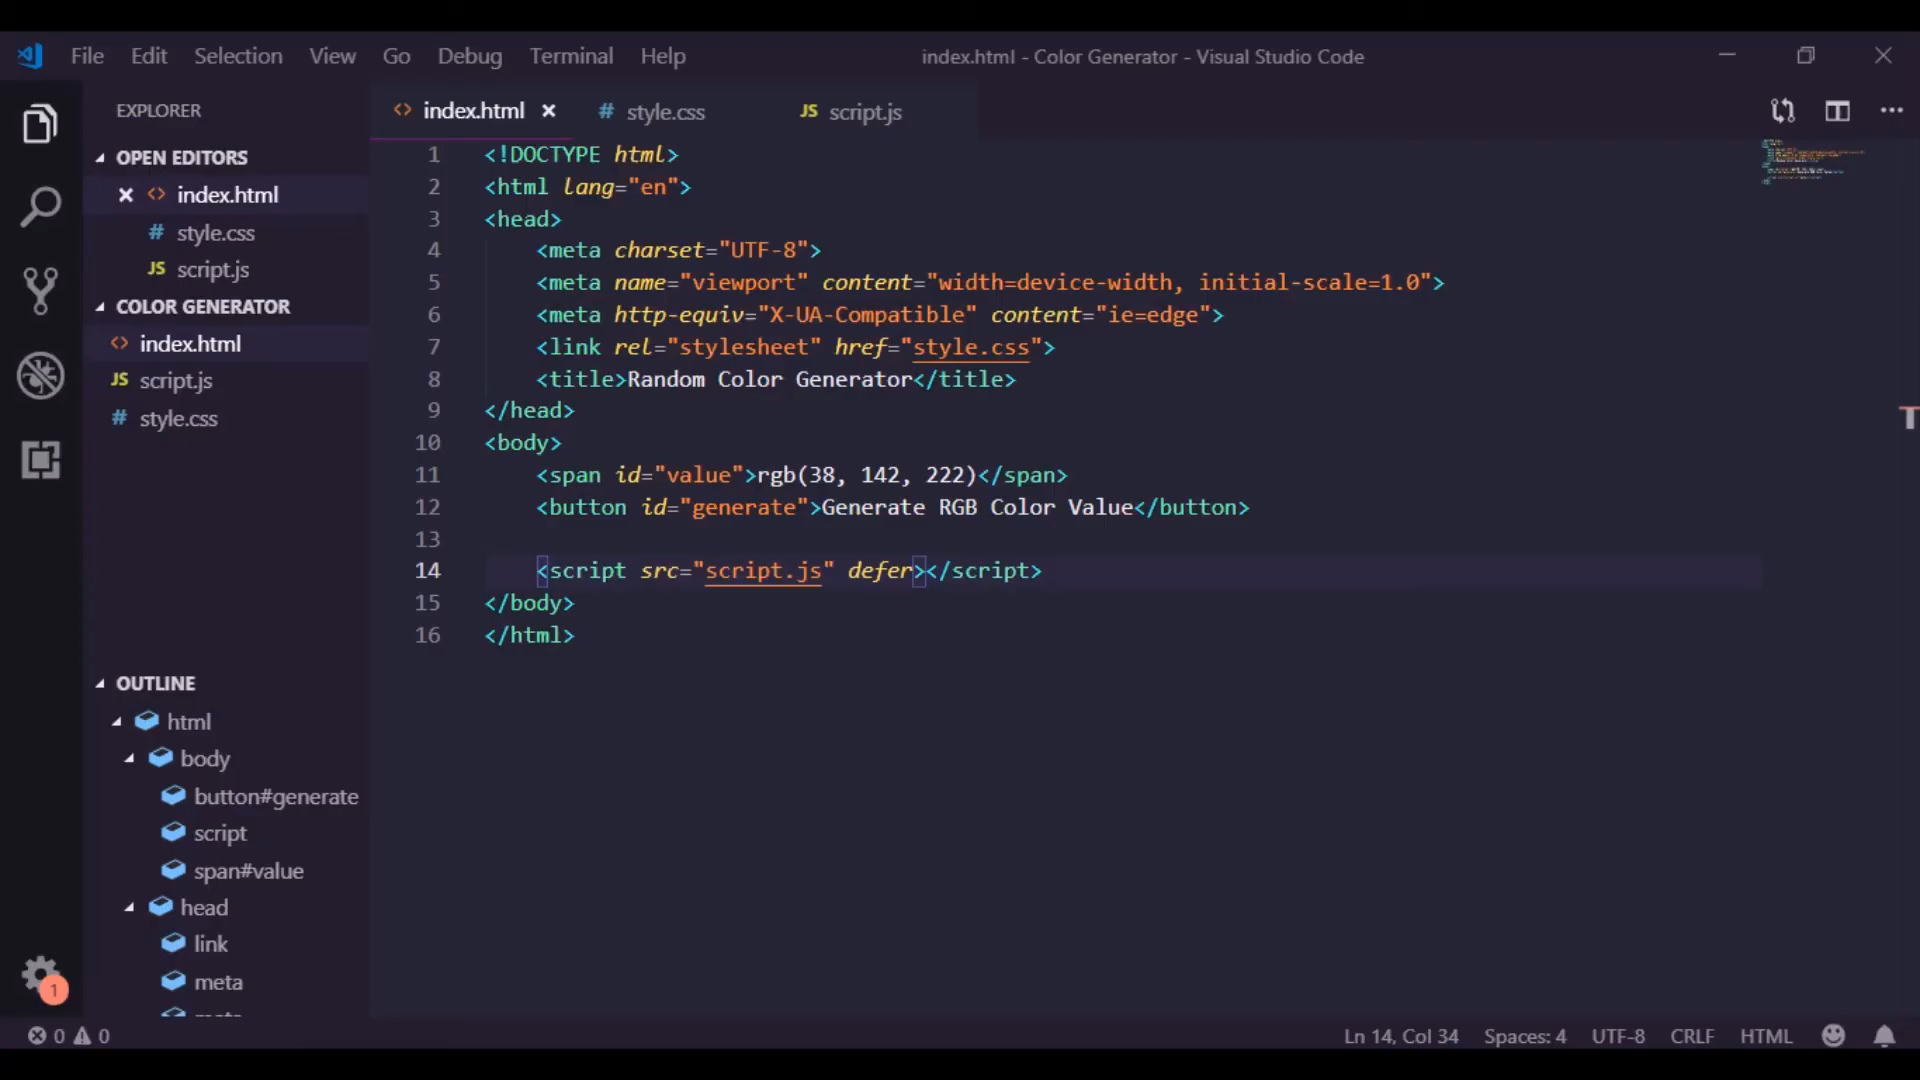 File Edit Selection View Go Debug Terminal Help index.html - Color Generator - Visual Studio Code
EXPLORER
OPEN EDITORS
index.html
style.css
script.js
COLOR GENERATOR
index.html
script.js
style.css
OUTLINE
html
body
button#generate
script
span#value
head
link
meta
meta
1
index.html style.css JS script.js
1 <!DOCTYPE html>
2 <html lang="en">
3 <head>
4 <meta charset="UTF-8">
5 <meta name="viewport" content="width=device-width, initial-scale=1.0">
6 <meta http-equiv="X-UA-Compatible" content="ie=edge">
7 <link rel="stylesheet" href="style.css">
8 <title>Random Color Generator</title>
9 </head>
10 <body>
11 <span id="value">rgb(38, 142, 222)</span>
12 <button id="generate">Generate RGB Color Value</button>
13
14 <script src="script.js" defer></script>
15 </body>
16 </html>
T
0 0 Ln 14, Col 34 Spaces: 4 UTF-8 CRLF HTML